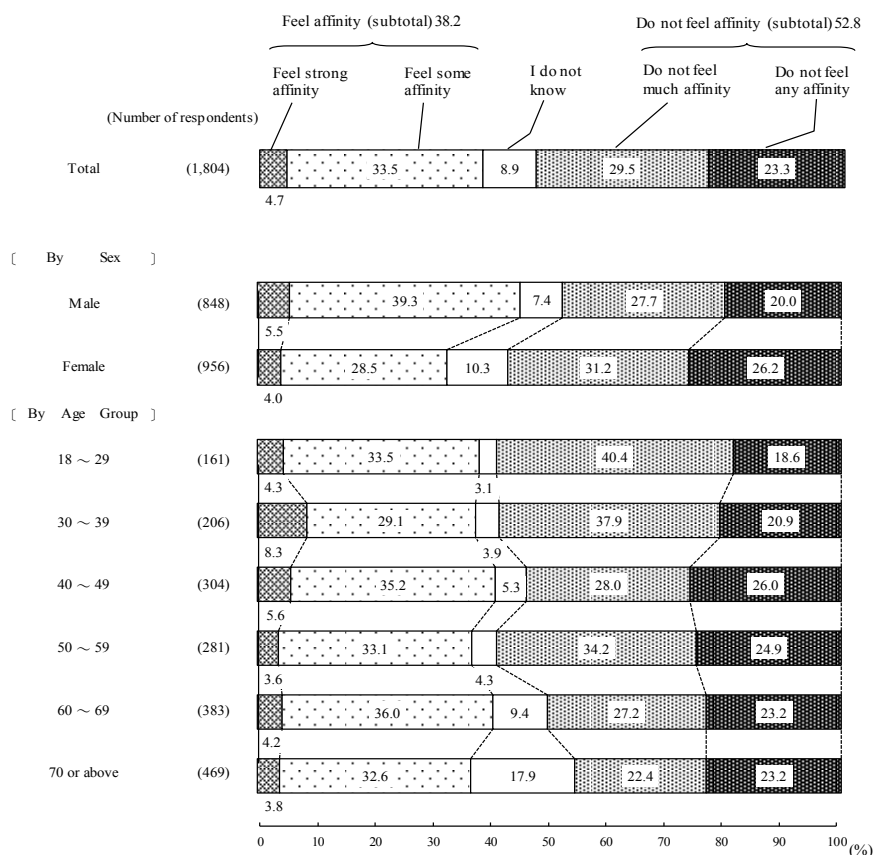 Feel affinity (subtotal) 38.2 Do not feel affinity (subtotal) 52.8
Feel strong affinity
Feel some affinity
I do not know
Do not feel much affinity
Do not feel any affinity
(Number of respondents)
Total (1,804) 33.5 8.9 29.5 23.3
4.7
〔 By Sex 〕
Male (848) 39.3 7.4 27.7 20.0
5.5
Female (956) 28.5 10.3 31.2 26.2
4.0
〔 By Age Group 〕
18 ～ 29 (161) 33.5 40.4 18.6
4.3 3.1
30 ～ 39 (206) 29.1 37.9 20.9
8.3 3.9
40 ～ 49 (304) 35.2 5.3 28.0 26.0
5.6
50 ～ 59 (281) 33.1 34.2 24.9
3.6 4.3
60 ～ 69 (383) 36.0 9.4 27.2 23.2
4.2
70 or above (469) 32.6 17.9 22.4 23.2
3.8
0 10 20 30 40 50 60 70 80 90 100 (%)